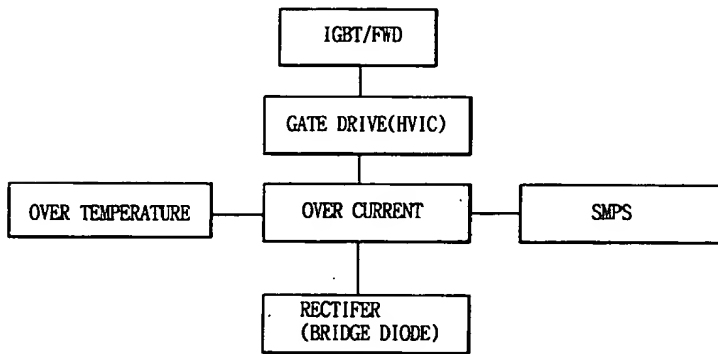 IGBT/FWD
GATE DRIVE(HVIC)
OVER TEMPERATURE
OVER CURRENT
SMPS
RECTIFER
(BRIDGE DIODE)